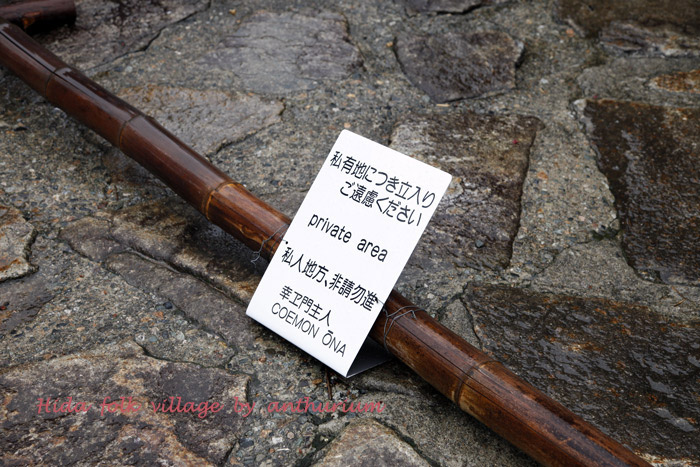 私有地につき立入り
ご遠慮ください
private area
私人地方、非請勿進
幸ヱ門主人
COEMON ŌNA
Hida folk village by anthurium